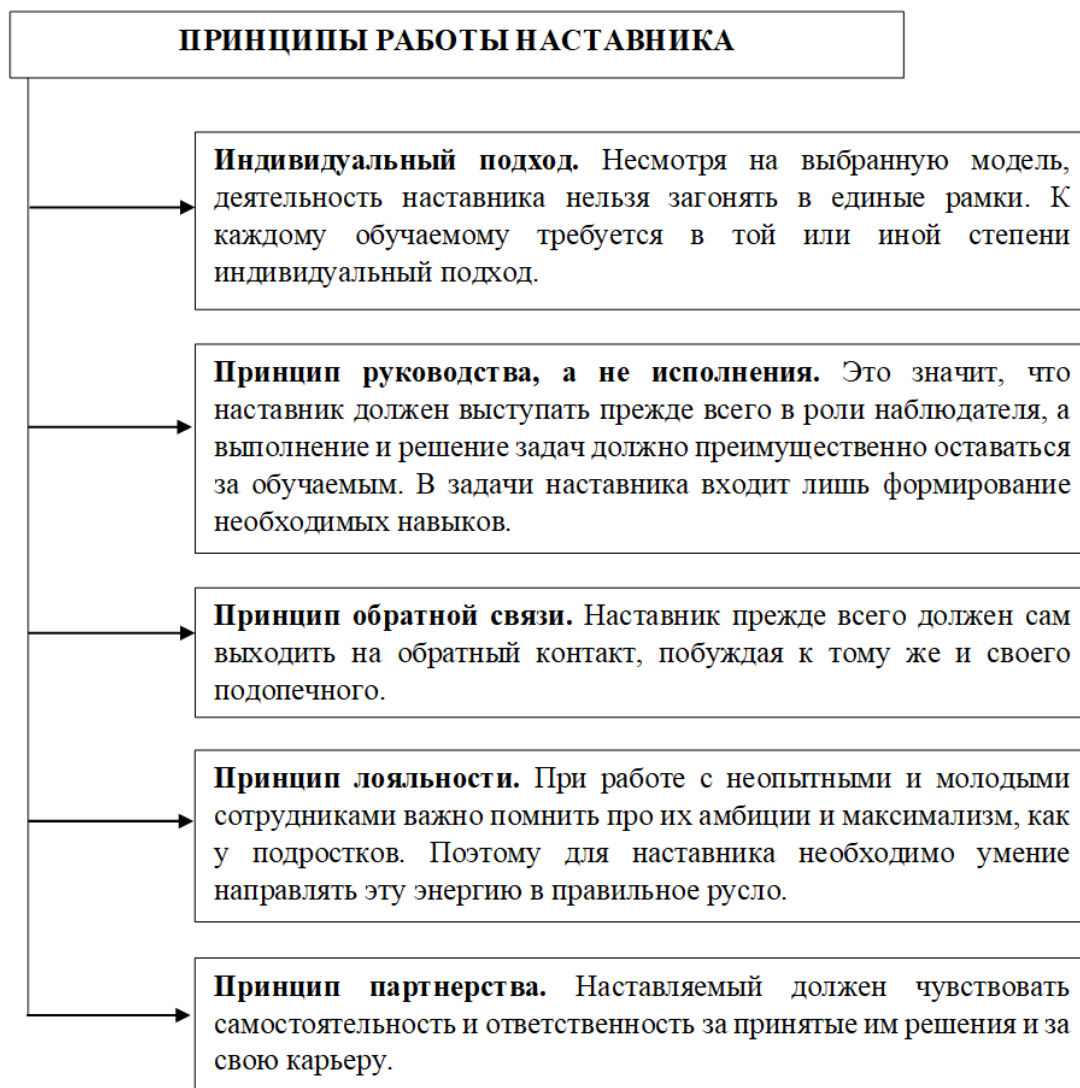 ПРИНЦИПЫ РАБОТЫ НАСТАВНИКА
Индивидуальный подход. Несмотря на выбранную модель,
деятельность наставника нельзя загонять в единые рамки. К
каждому обучаемому требуется в той или иной степени
индивидуальный подход.
Принцип руководства, а не исполнения. Это значит, что
наставник должен выступать прежде всего в роли наблюдателя, а
выполнение и решение задач должно преимущественно оставаться
за обучаемым. В задачи наставника входит лишь формирование
необходимых навыков.
Принцип обратной связи. Наставник прежде всего должен сам
выходить на обратный контакт, побуждая к тому же и своего
подопечного.
Принцип лояльности. При работе с неопытными и молодыми
сотрудниками важно помнить про их амбиции и максимализм, как
у подростков. Поэтому для наставника необходимо умение
направлять эту энергию в правильное русло.
Принцип партнерства. Наставляемый должен чувствовать
самостоятельность и ответственность за принятые им решения и за
свою карьеру.